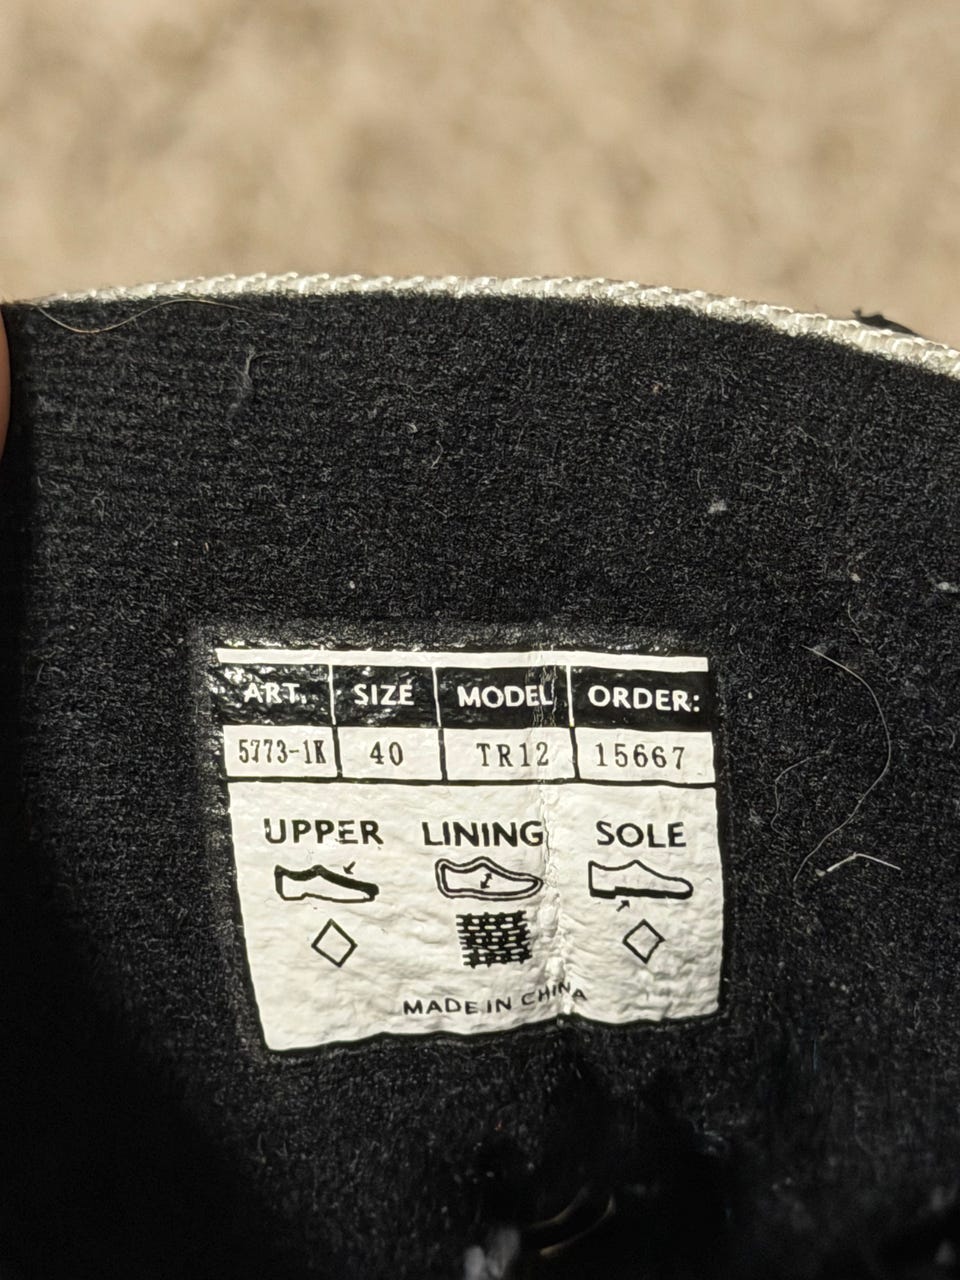 ART. SIZE MODEL ORDER:
5773-1K 40 TR12 15667
UPPER LINING SOLE
MADE IN CHINA